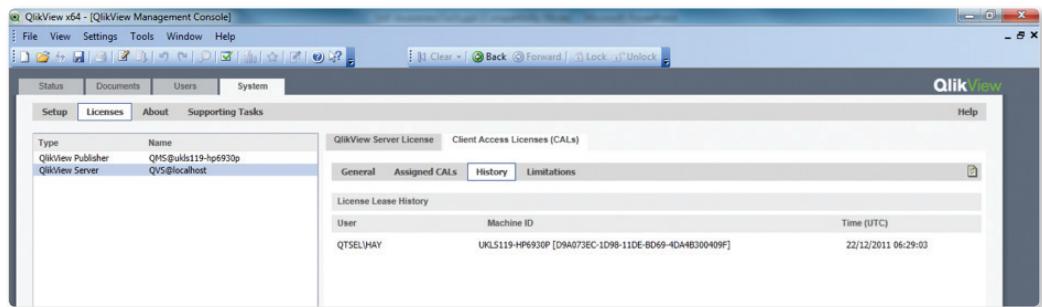 QlikView x64 - [QlikView Management Console]
File View Settings Tools Window Help
Clear Back Forward Lock Unlock
Status Documents Users System
QlikView
Setup Licenses About Supporting Tasks Help
Type Name
QlikView Publisher QMS@ukls119-hp6930p
QlikView Server QVS@localhost
QlikView Server License Client Access Licenses (CALs)
General Assigned CALs History Limitations
License Lease History
User Machine ID Time (UTC)
QTSEL\HAY UKLS119-HP6930P [D9A073EC-1D98-11DE-BD69-4DA4B300409F] 22/12/2011 06:29:03